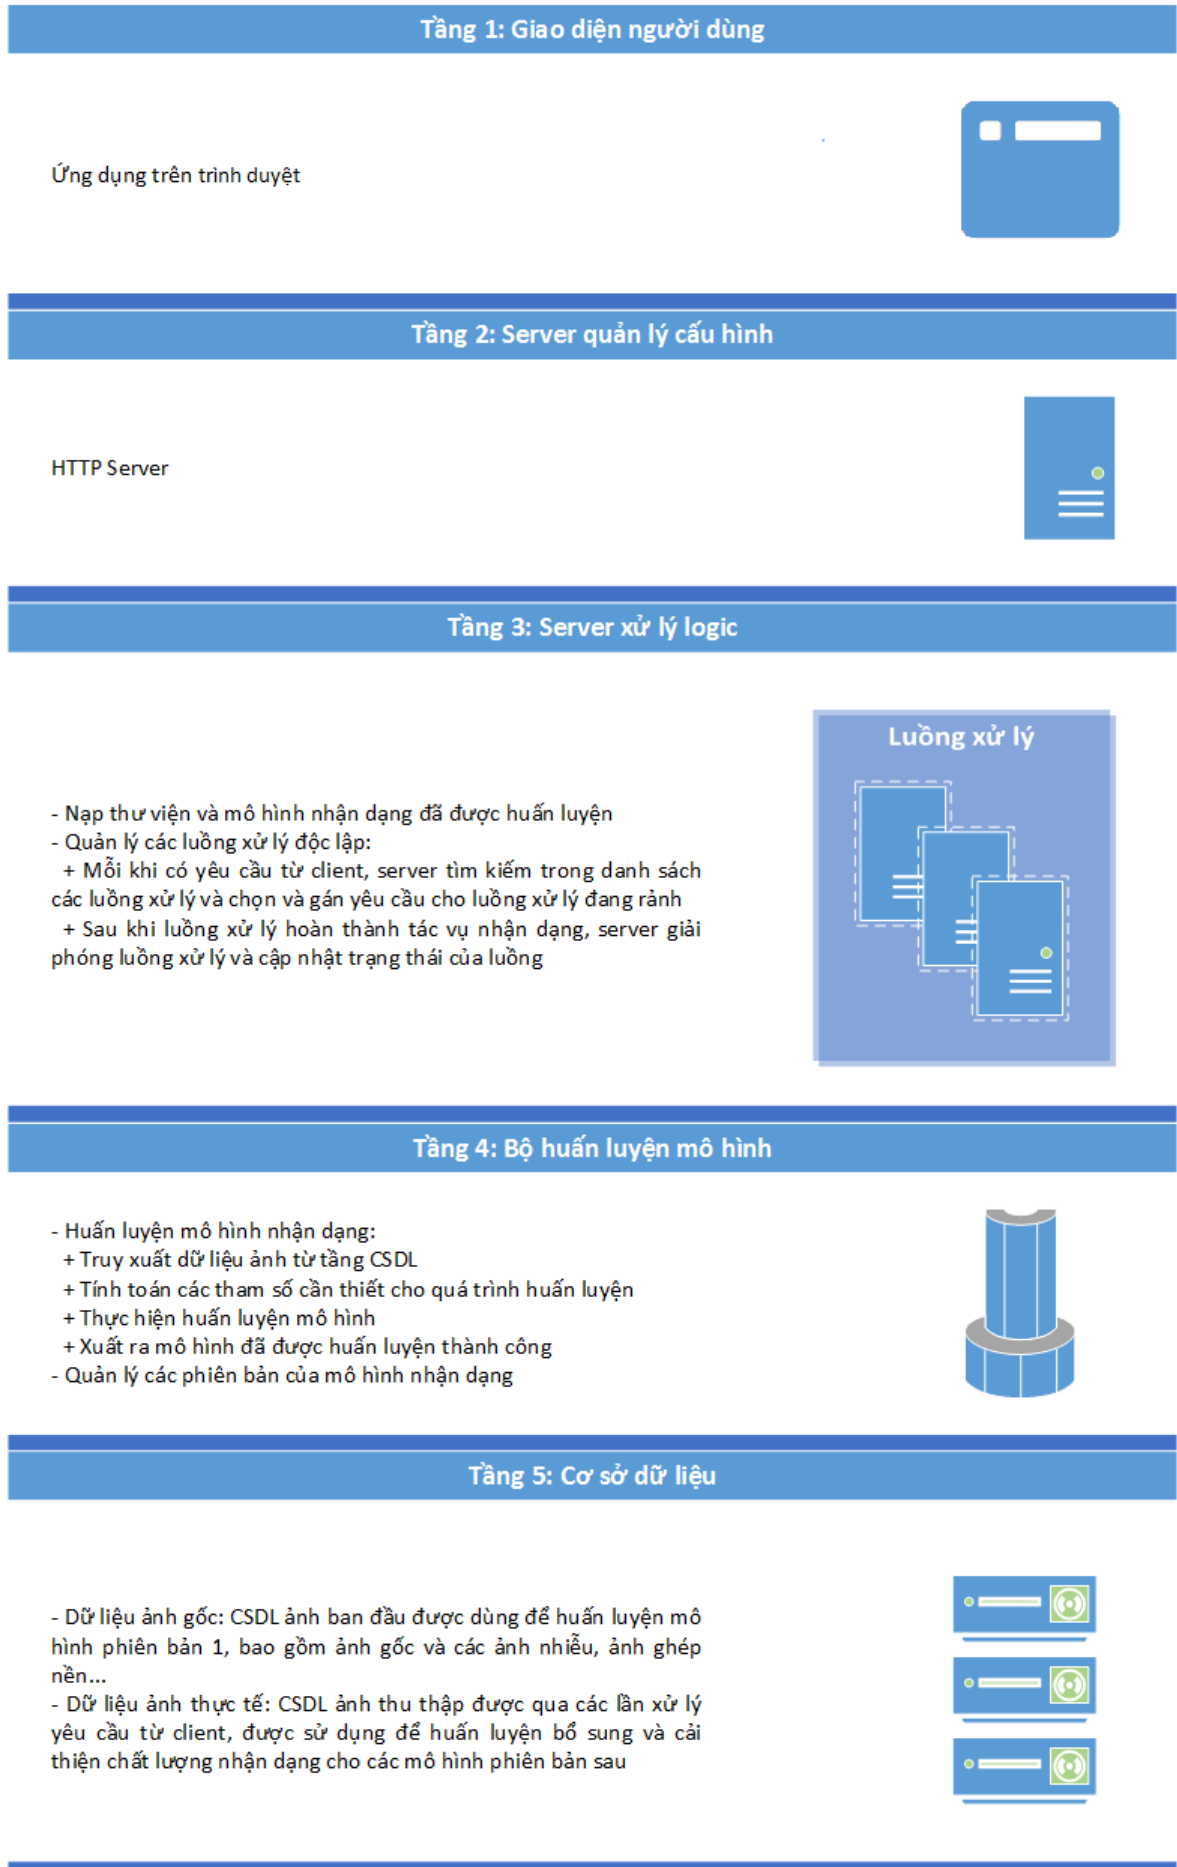 Tầng 1: Giao diện người dùng
Ứng dụng trên trình duyệt
Tầng 2: Server quản lý cấu hình
HTTP Server
Tầng 3: Server xử lý logic
Luồng xử lý
- Nạp thư viện và mô hình nhận dạng đã được huấn luyện
- Quản lý các luồng xử lý độc lập:
+ Mỗi khi có yêu cầu từ client, server tìm kiếm trong danh sách
các luồng xử lý và chọn và gán yêu cầu cho luồng xử lý đang rảnh
+ Sau khi luồng xử lý hoàn thành tác vụ nhận dạng, server giải
phóng luồng xử lý và cập nhật trạng thái của luồng
Tầng 4: Bộ huấn luyện mô hình
- Huấn luyện mô hình nhận dạng:
+ Truy xuất dữ liệu ảnh từ tầng CSDL
+ Tính toán các tham số cần thiết cho quá trình huấn luyện
+ Thực hiện huấn luyện mô hình
+ Xuất ra mô hình đã được huấn luyện thành công
- Quản lý các phiên bản của mô hình nhận dạng
Tầng 5: Cơ sở dữ liệu
- Dữ liệu ảnh gốc: CSDL ảnh ban đầu được dùng để huấn luyện mô
hình phiên bản 1, bao gồm ảnh gốc và các ảnh nhiễu, ảnh ghép
nền...
- Dữ liệu ảnh thực tế: CSDL ảnh thu thập được qua các lần xử lý
yêu cầu từ client, được sử dụng để huấn luyện bổ sung và cải
thiện chất lượng nhận dạng cho các mô hình phiên bản sau